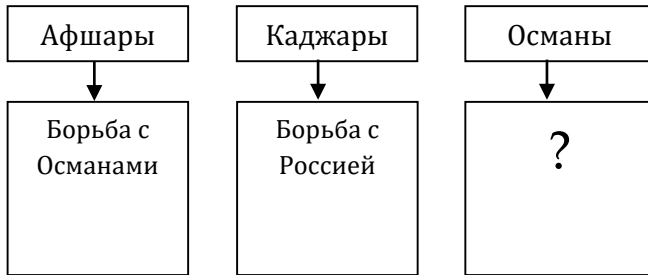 Афшары
Каджары
Османы
Борьба с
Османами
Борьба с
Россией
?